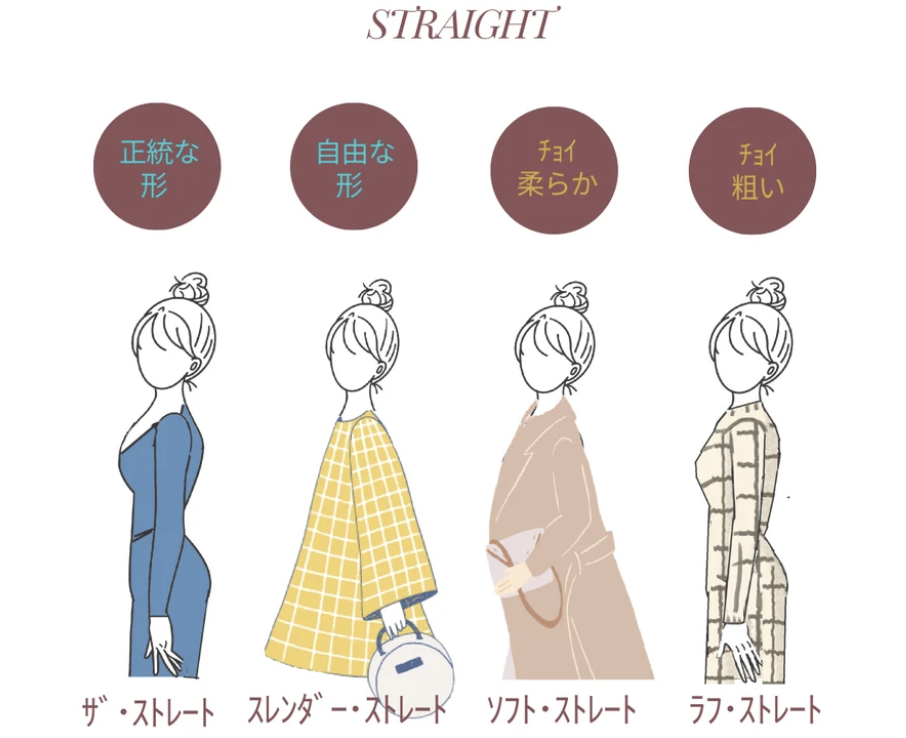 STRAIGHT
正統な
形
自由な
形
ﾁｮｲ
柔らか
ﾁｮｲ
粗い
ｻﾞ・ストレート
スレンダー・ストレート
ソフト・ストレート
ラフ・ストレート